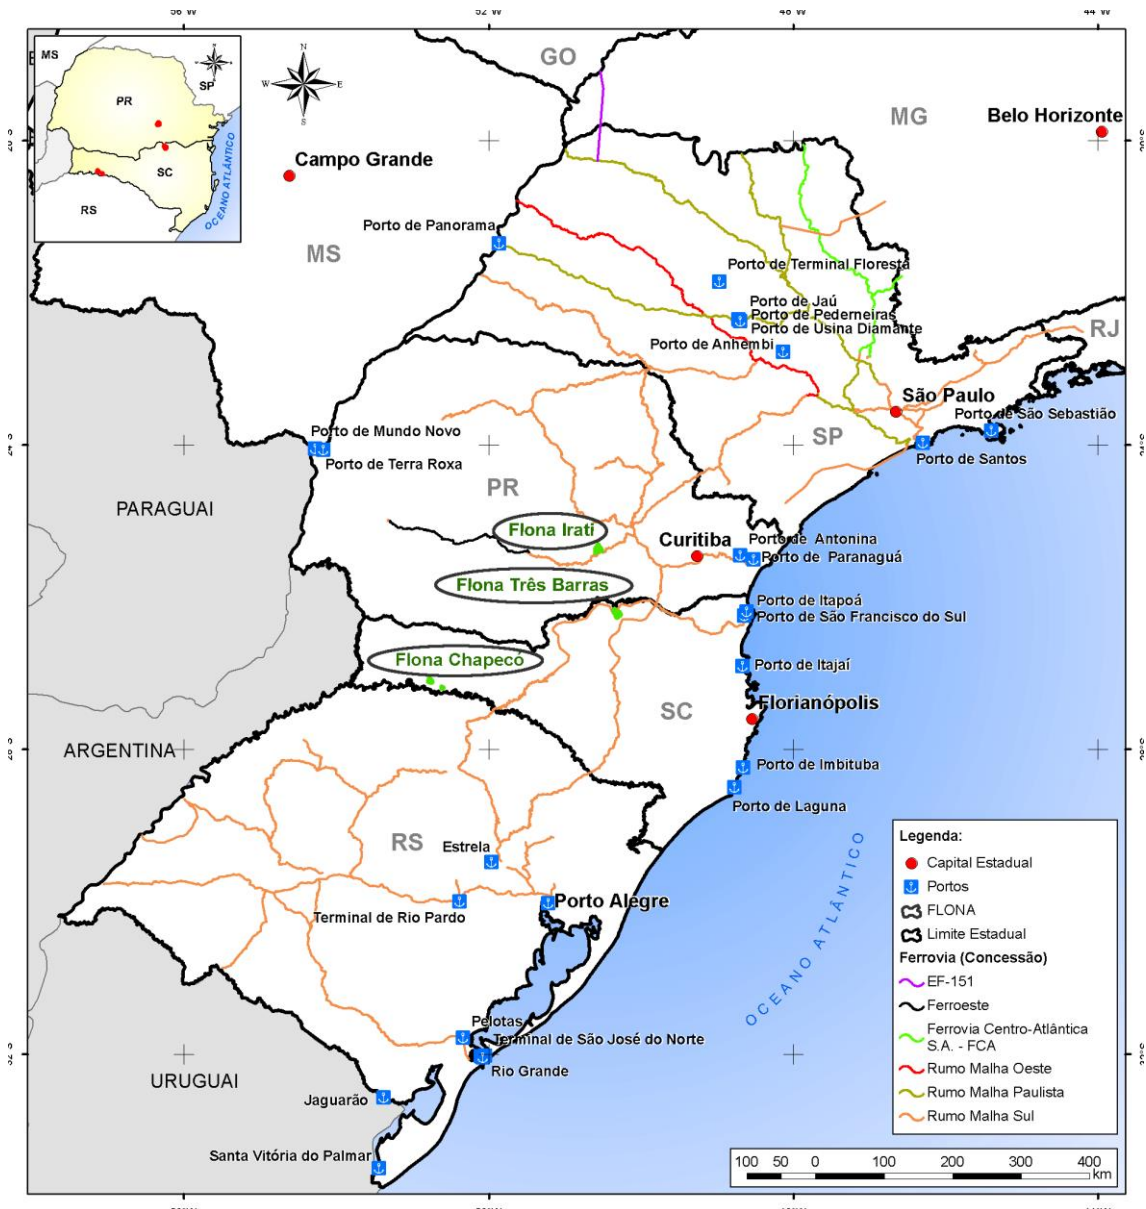 52°W
48°W
44°W
MS
SP
PR
SC
RS
OCEANO ATLÂNTICO
N
W
E
S
GO
MG
Belo Horizonte
20°S
Campo Grande
Porto de Panorama
MS
Porto de Terminal Floresta
Porto de Jaú
Porto de Pederneiras
Porto de Usina Diamante
Porto de Anhembi
RJ
São Paulo
Porto de São Sebastião
SP
Porto de Santos
24°S
Porto de Mundo Novo
Porto de Terra Roxa
PARAGUAI
PR
Flona Irati
Curitiba
Porto de Antonina
Porto de Paranaguá
Flona Três Barras
Porto de Itapoá
Porto de São Francisco do Sul
Flona Chapecó
Porto de Itajaí
SC
Florianópolis
ARGENTINA
28°S
Porto de Imbituba
Porto de Laguna
RS
Estrela
Terminal de Rio Pardo
Porto Alegre
OCEANO ATLÂNTICO
Pelotas
Terminal de São José do Norte
Rio Grande
URUGUAI
Jaguarão
Santa Vitória do Palmar
32°S
Legenda:
Capital Estadual
Portos
FLONA
Limite Estadual
Ferrovia (Concessão)
EF-151
Ferroeste
Ferrovia Centro-Atlântica
S.A. - FCA
Rumo Malha Oeste
Rumo Malha Paulista
Rumo Malha Sul
100 50 0 100 200 300 400
km